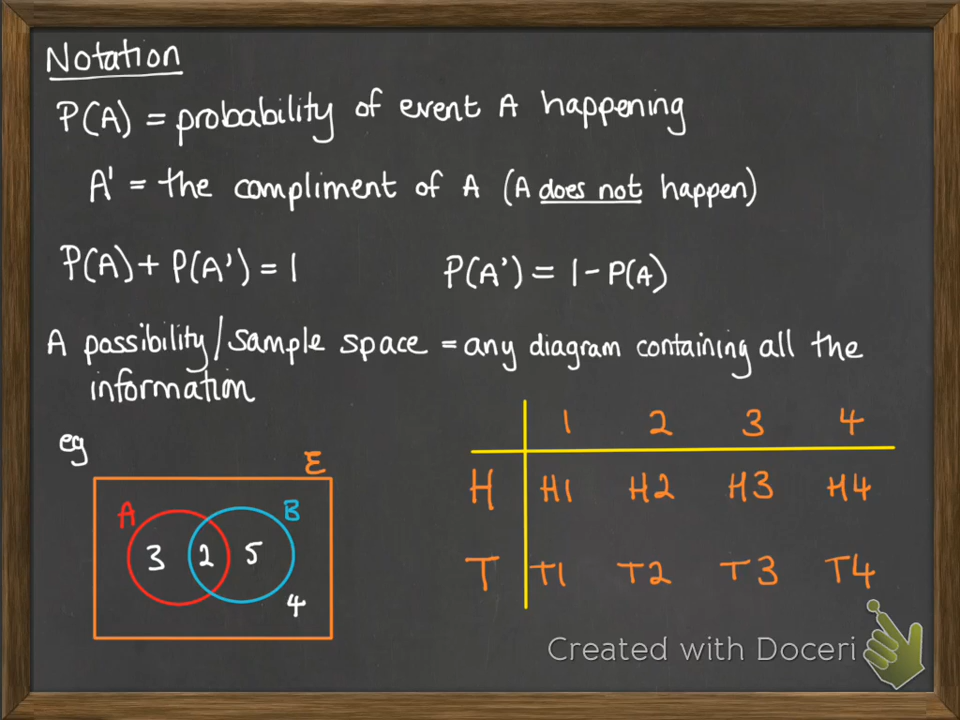 Notation
P(A) = probability of event A happening
A' = the compliment of A (A does not happen)
P(A) + P(A') = 1 P(A') = 1 - P(A)
A possibility/sample space = any diagram containing all the
information
eg
E
A B
3 2 5
4
1 2 3 4
H H1 H2 H3 H4
T T1 T2 T3 T4
Created with Doceri